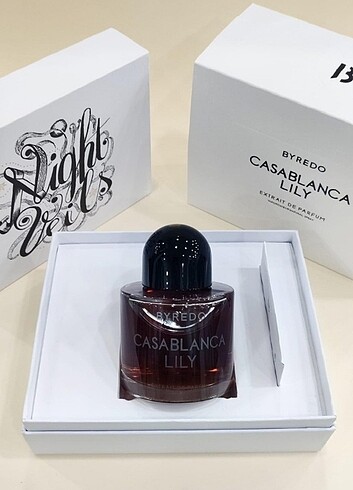 Night
Veils
B
BYREDO
CASABLANCA
LILY
EXTRAIT DE PARFUM
BYREDO
CASABLANCA
LILY